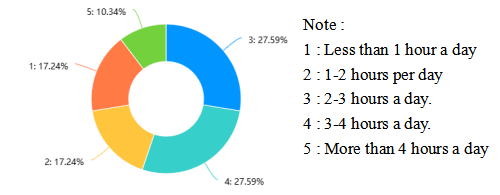 5: 10.34%
3: 27.59%
1: 17.24%
2: 17.24%
4: 27.59%
Note :
1 : Less than 1 hour a day
2 : 1-2 hours per day
3 : 2-3 hours a day.
4 : 3-4 hours a day.
5 : More than 4 hours a day